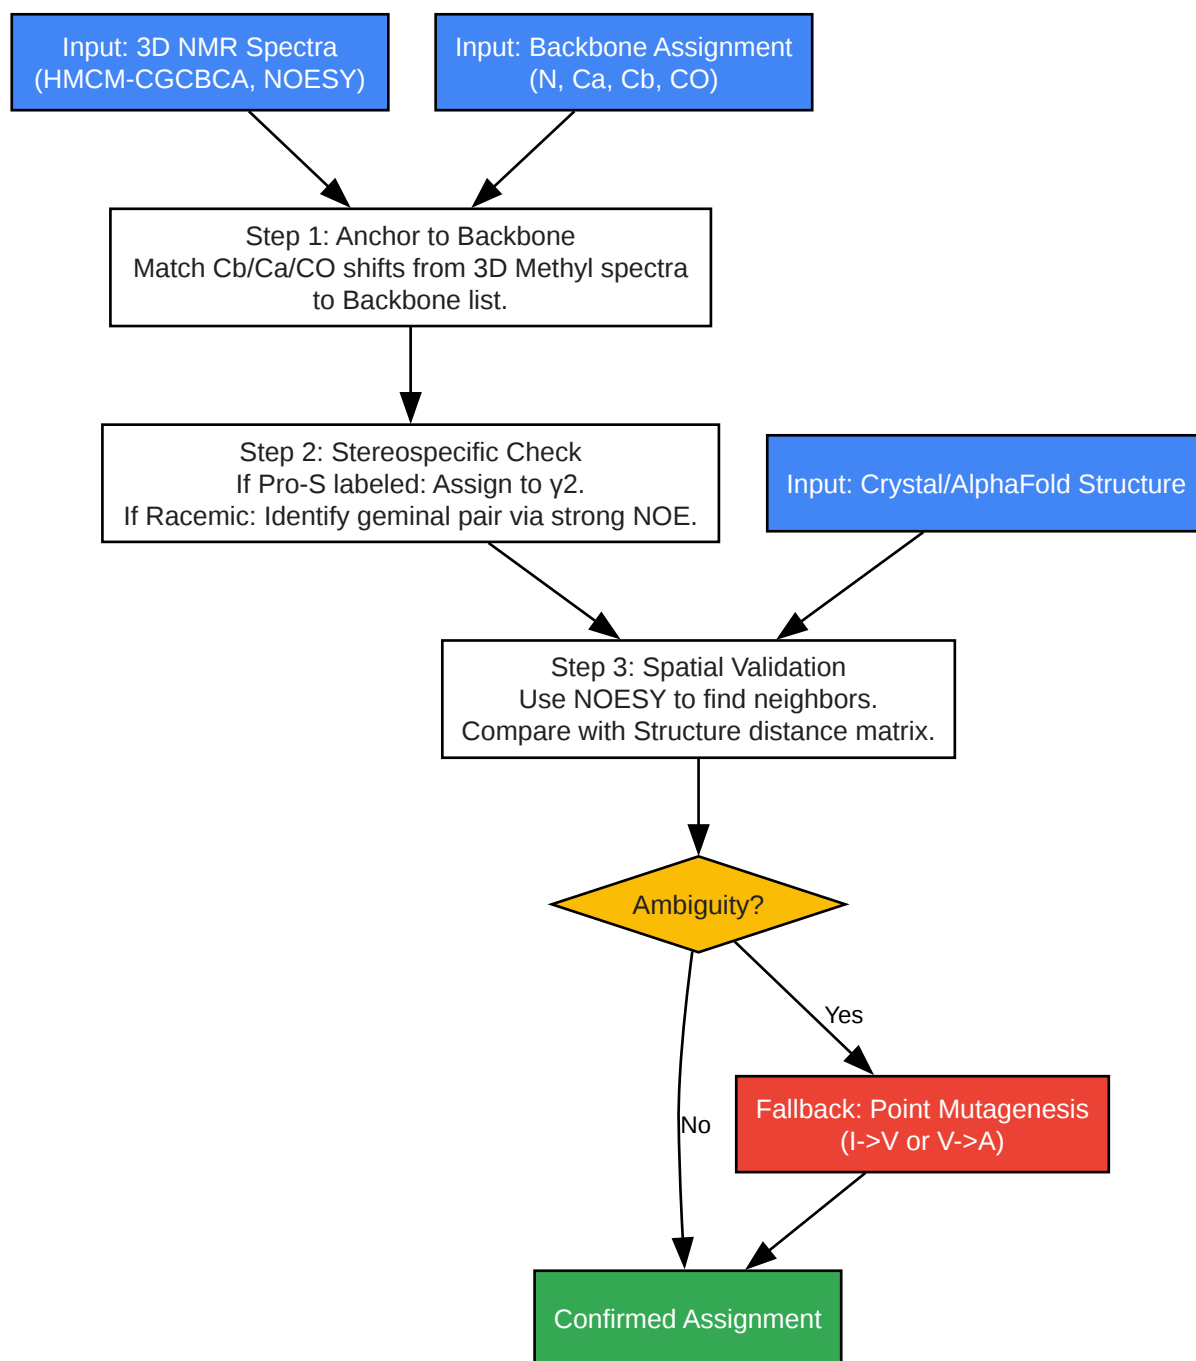 Input: 3D NMR Spectra
(HMCM-CGCBCA, NOESY)
Input: Backbone Assignment
(N, Ca, Cb, CO)
Step 1: Anchor to Backbone
Match Cb/Ca/CO shifts from 3D Methyl spectra
to Backbone list.
Step 2: Stereospecific Check
If Pro-S labeled: Assign to γ2.
If Racemic: Identify geminal pair via strong NOE.
Input: Crystal/AlphaFold Structure
Step 3: Spatial Validation
Use NOESY to find neighbors.
Compare with Structure distance matrix.
Ambiguity?
Yes
Fallback: Point Mutagenesis
(I->V or V->A)
No
Confirmed Assignment